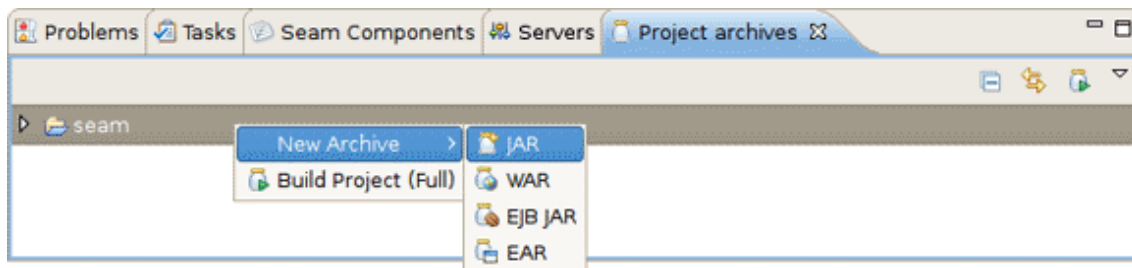 Problems Tasks Seam Components Servers Project archives
seam
New Archive JAR
Build Project (Full) WAR
EJB JAR
EAR